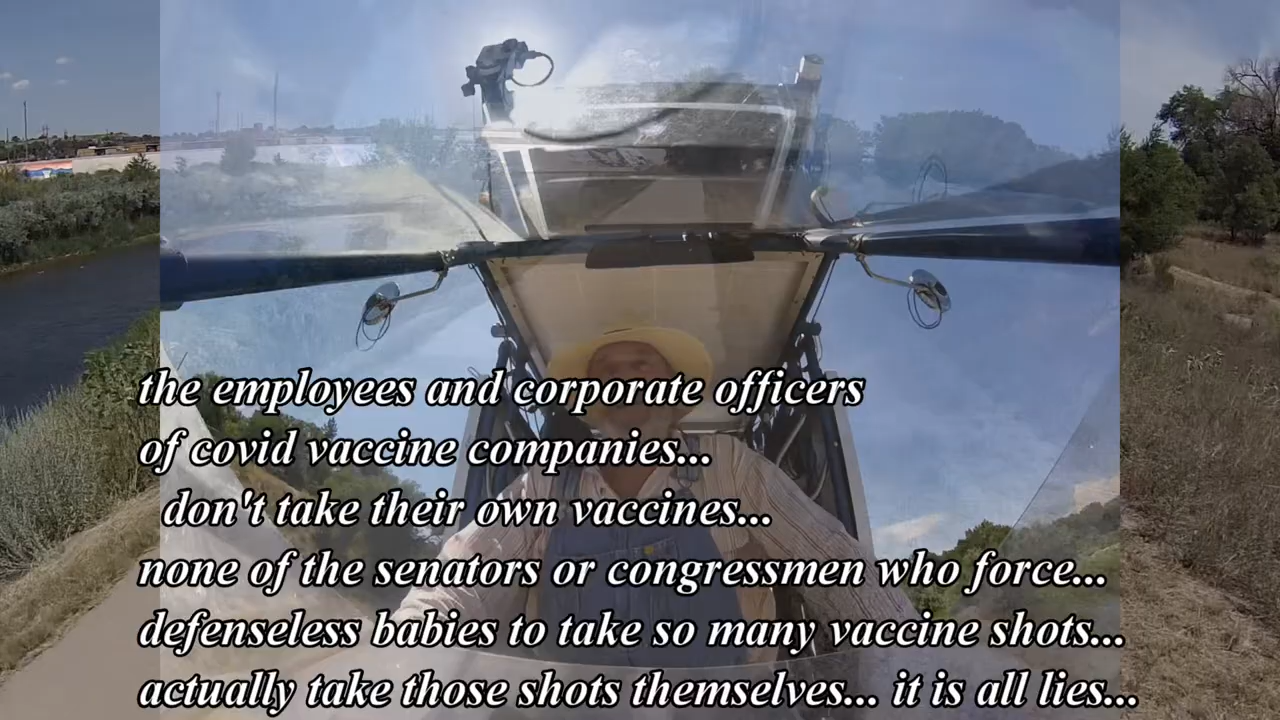 the employees and corporate officers
of covid vaccine companies...
don't take their own vaccines...
none of the senators or congressmen who force...
defenseless babies to take so many vaccine shots...
actually take those shots themselves... it is all lies...